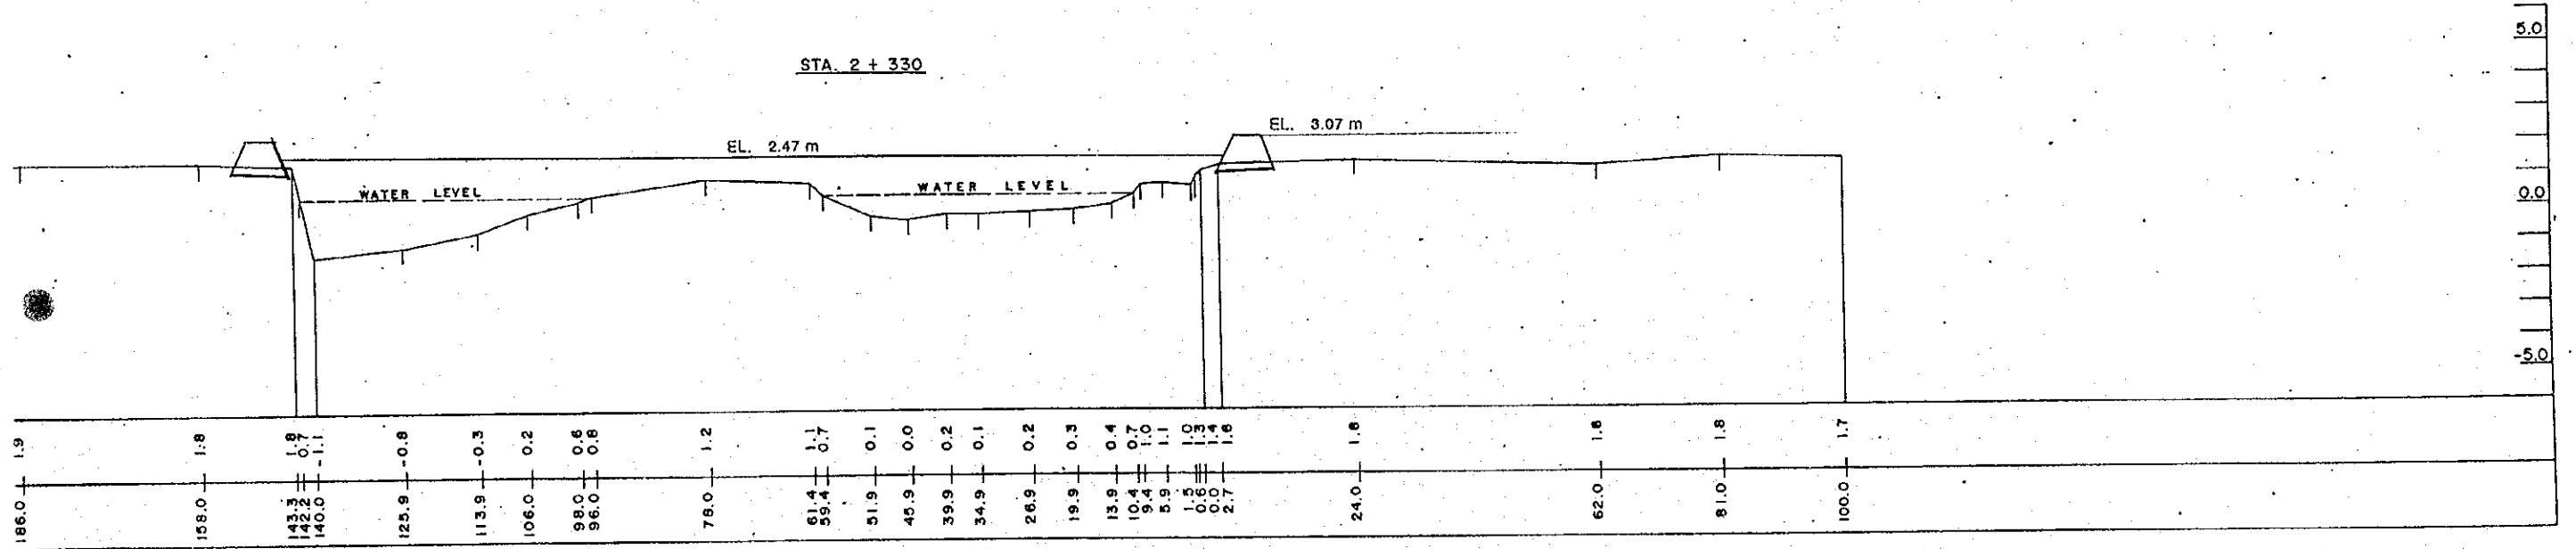 STA. 2 + 330
5.0
EL. 3.07 m
EL. 2.47 m
WATER LEVEL
WATER LEVEL
0.0
-5.0
1.9 1.8 1.8 0.7 -1.1 -0.8 -0.3 0.2 0.6 0.8 1.2 1.1 0.7 0.1 0.0 0.2 0.1 0.2 0.3 0.4 0.7 1.0 1.1 1.0 1.3 1.4 1.6 1.6 1.6 1.8 1.7
186.0 158.0 143.3 142.2 140.0 125.9 113.9 106.0 98.0 96.0 78.0 61.4 59.4 51.9 45.9 39.9 34.9 26.9 19.9 13.9 10.4 9.4 5.9 1.5 0.6 0.0 2.7 24.0 62.0 81.0 100.0